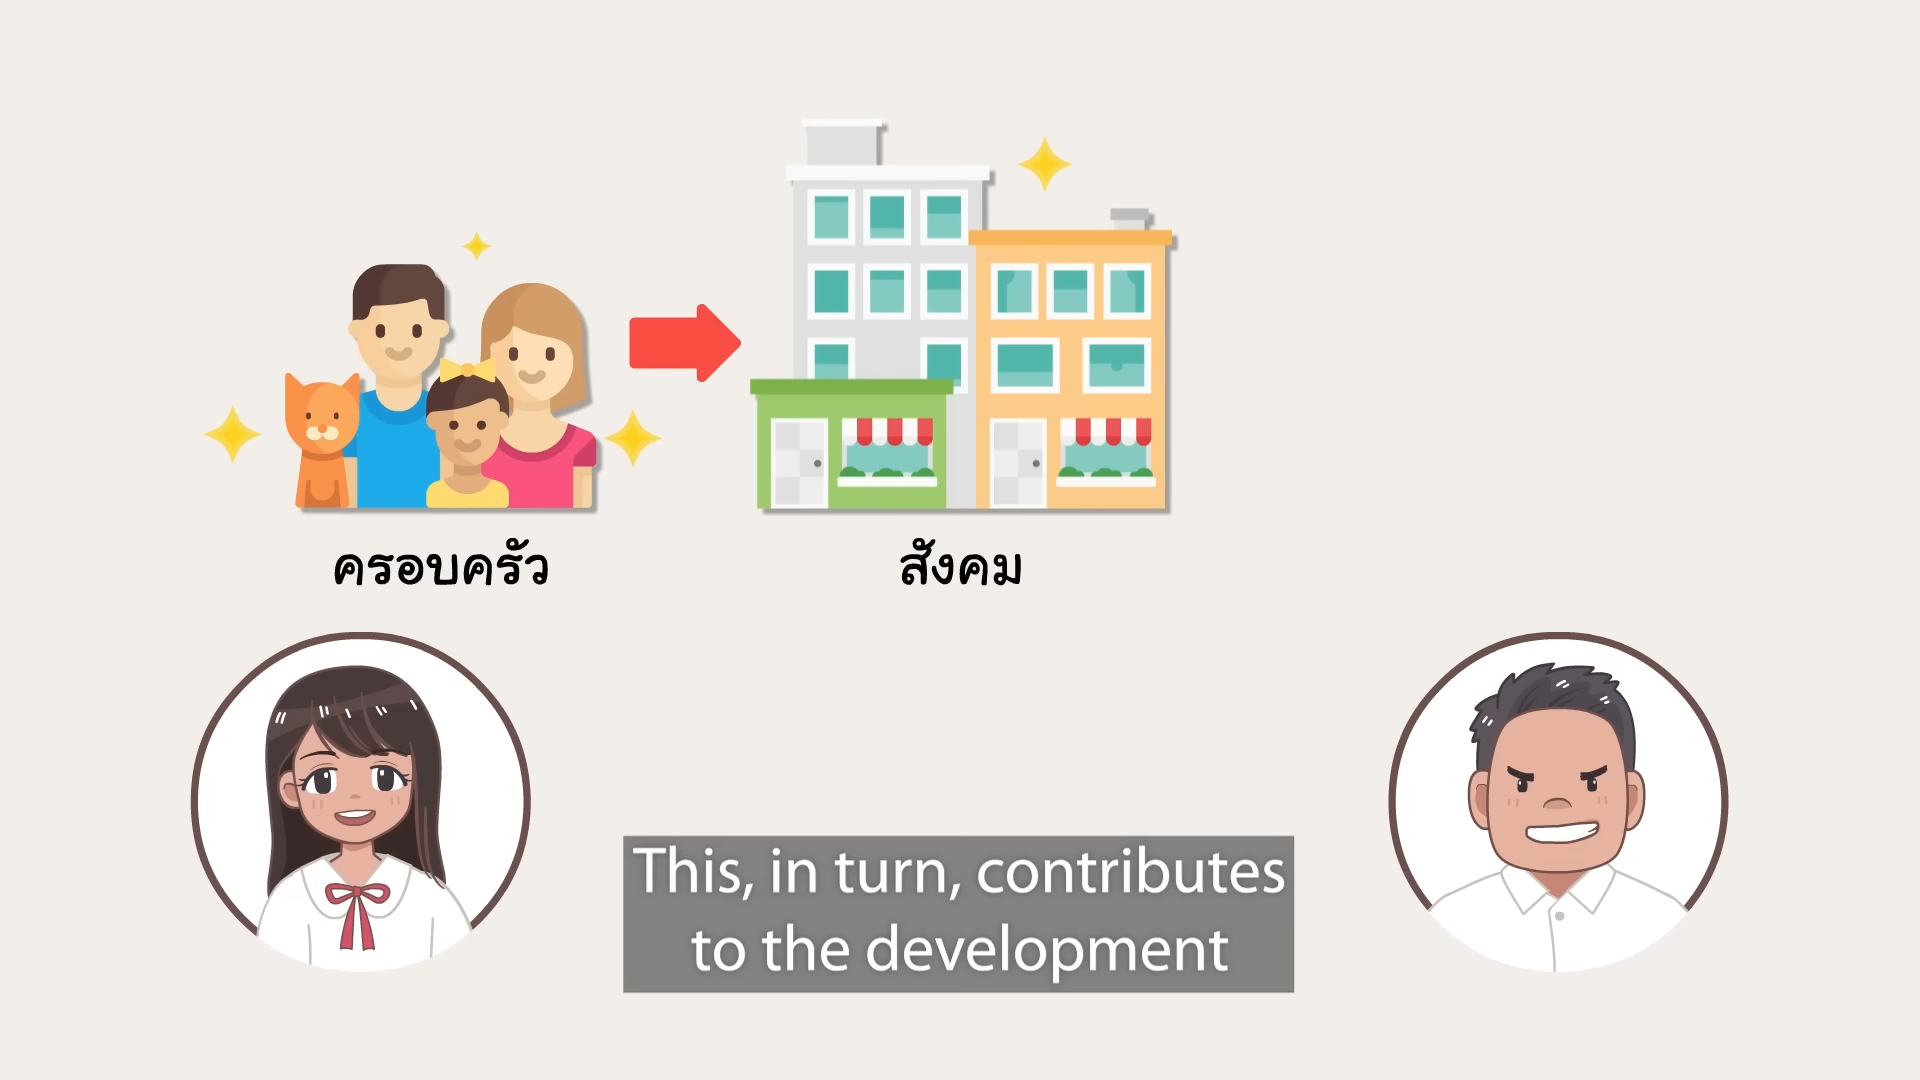 ครอบครัว
สังคม
This, in turn, contributes
to the development